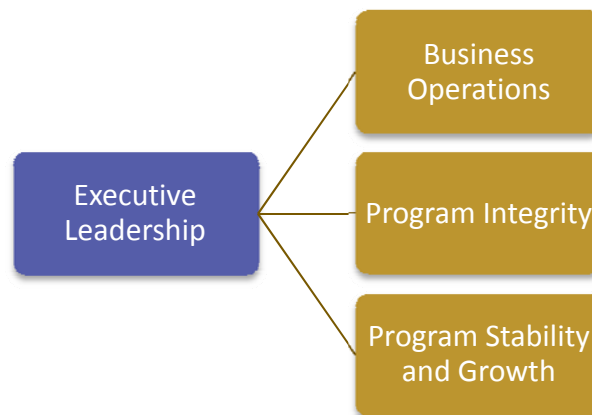 Business
Operations
Executive
Leadership
Program Integrity
Program Stability
and Growth